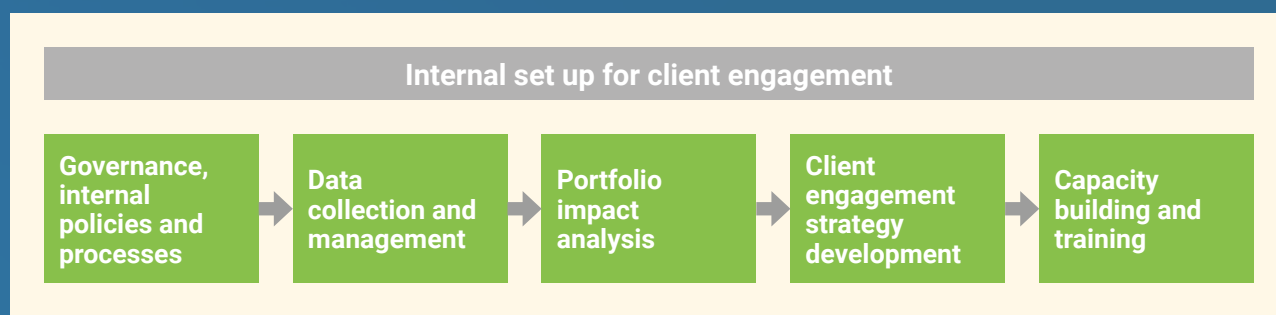 Internal set up for client engagement
Governance,
internal
policies and
processes
Data
collection and
management
Portfolio
impact
analysis
Client
engagement
strategy
development
Capacity
building and
training